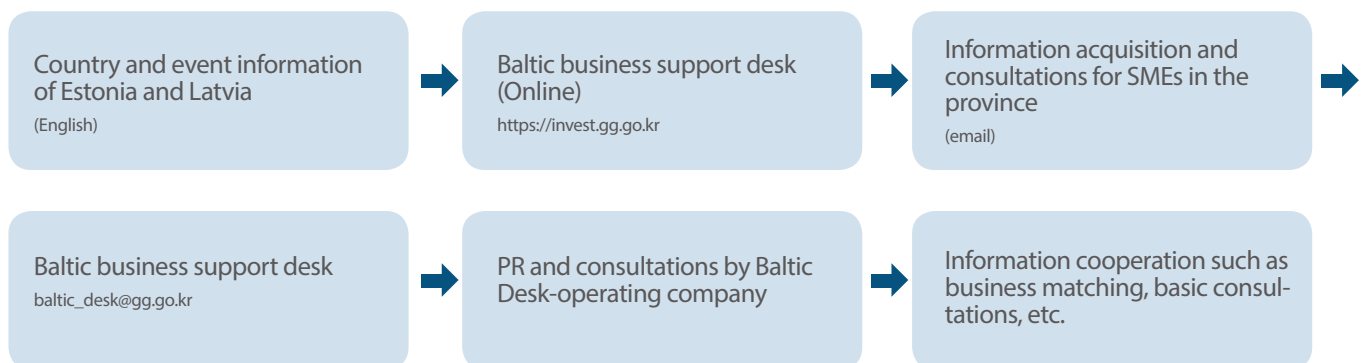 Country and event information
of Estonia and Latvia
(English)
Baltic business support desk
(Online)
https://invest.gg.go.kr
Information acquisition and
consultations for SMEs in the
province
(email)
Baltic business support desk
baltic_desk@gg.go.kr
PR and consultations by Baltic
Desk-operating company
Information cooperation such as
business matching, basic consul-
tations, etc.